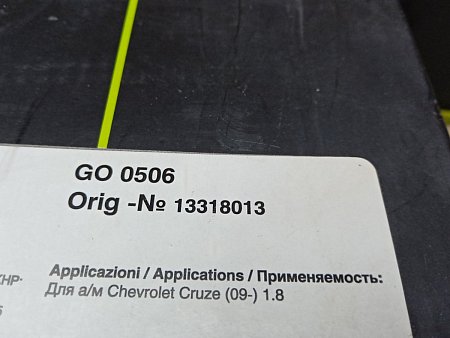 GO 0506
Orig -№ 13318013
Applicazioni / Applications / Применяемость:
Для а/м Chevrolet Cruze (09-) 1.8